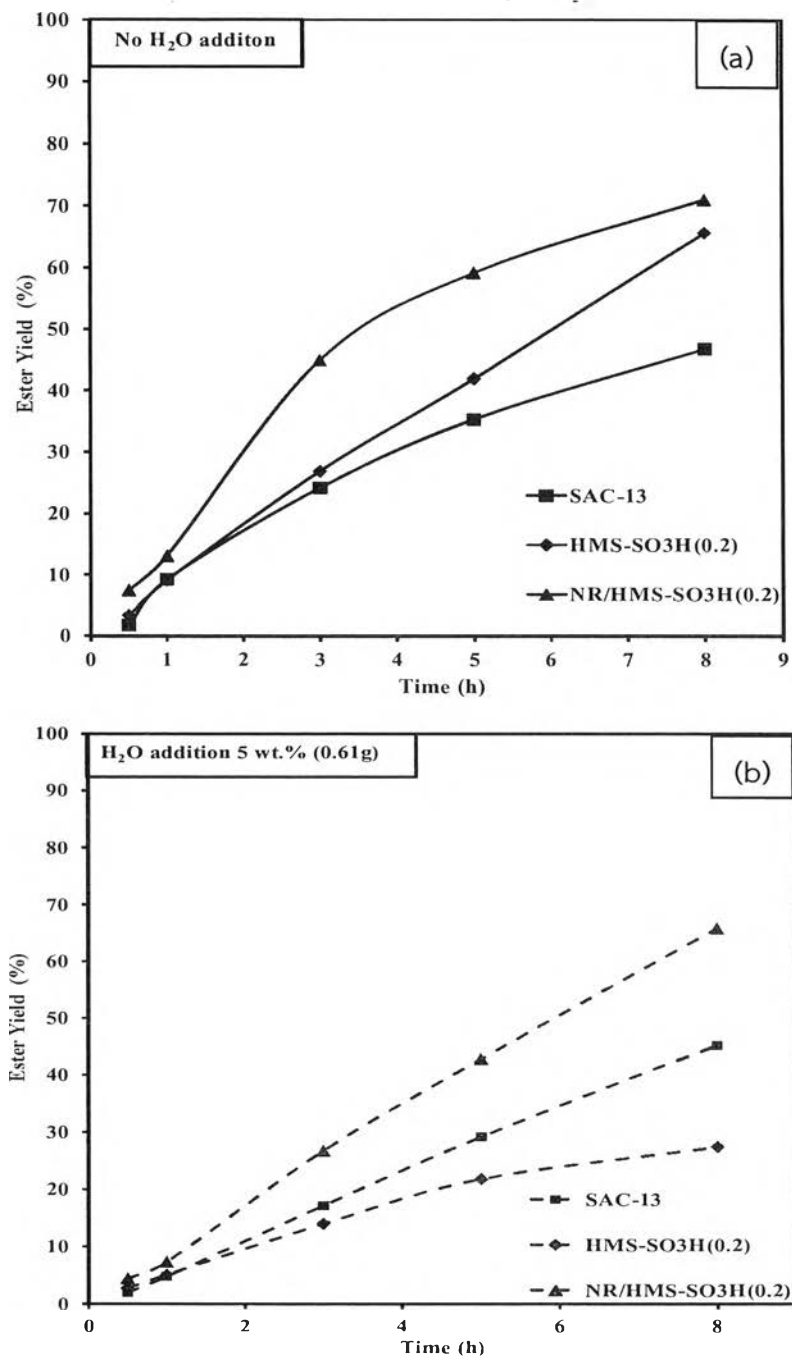 No H₂O additon
(a)
100
90
80
70
60
50
40
30
20
10
0
Ester Yield (%)
SAC-13
HMS-SO3H(0.2)
NR/HMS-SO3H(0.2)
0 1 2 3 4 5 6 7 8 9
Time (h)
H₂O addition 5 wt.% (0.61g)
(b)
100
90
80
70
60
50
40
30
20
10
0
Ester Yield (%)
SAC-13
HMS-SO3H(0.2)
NR/HMS-SO3H(0.2)
0 2 4 6 8
Time (h)